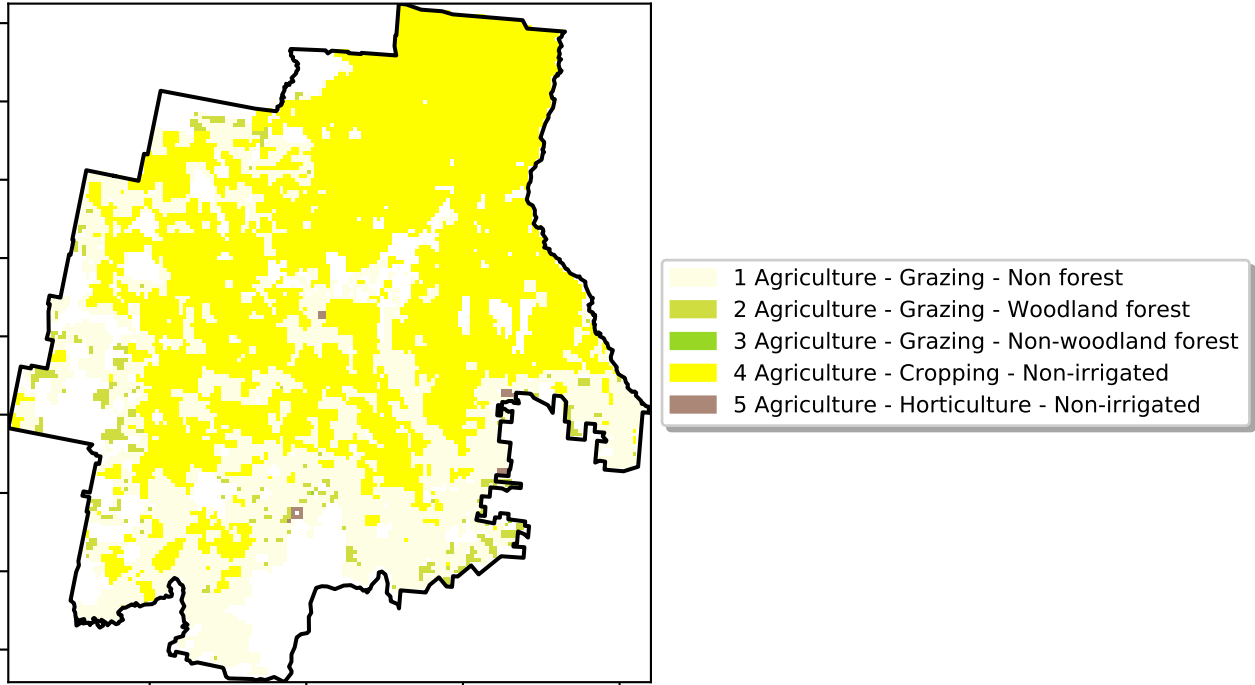 1 Agriculture - Grazing - Non forest
2 Agriculture - Grazing - Woodland forest
3 Agriculture - Grazing - Non-woodland forest
4 Agriculture - Cropping - Non-irrigated
5 Agriculture - Horticulture - Non-irrigated